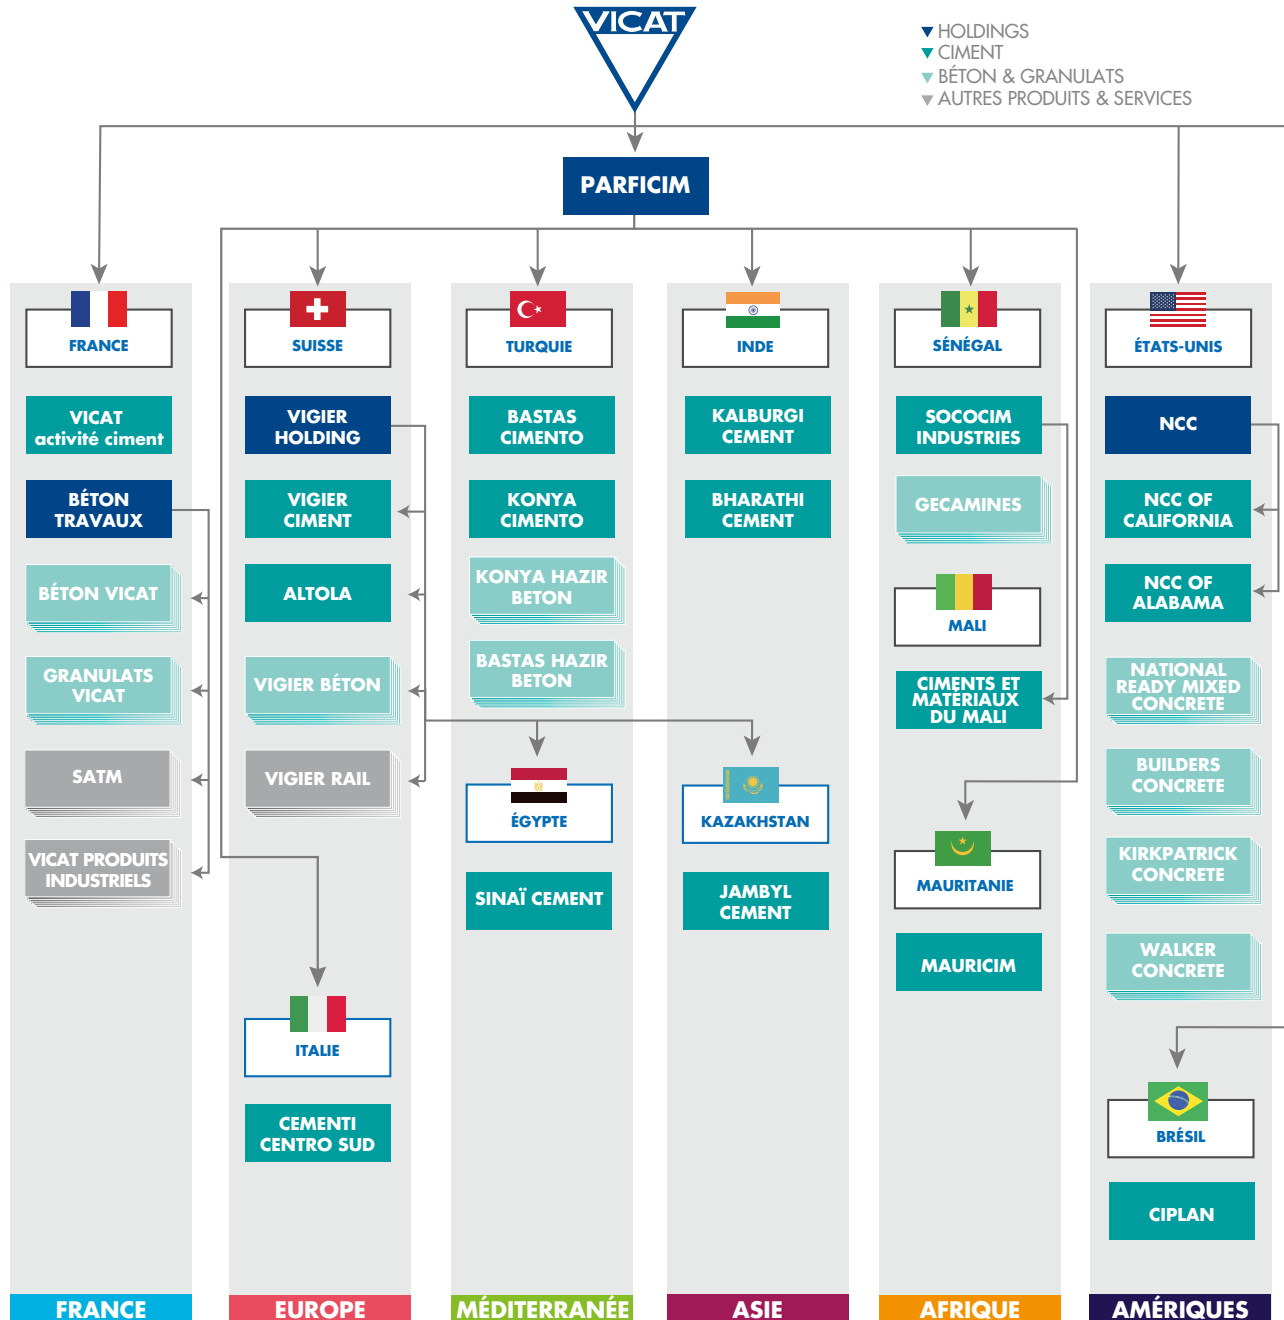 VICAT
HOLDINGS
CIMENT
BÉTON & GRANULATS
AUTRES PRODUITS & SERVICES
PARFICIM
FRANCE
VICAT
activité ciment
BÉTON
TRAVAUX
BÉTON VICAT
GRANULATS
VICAT
SATM
VICAT PRODUITS
INDUSTRIELS
FRANCE
SUISSE
VIGIER
HOLDING
VIGIER
CIMENT
ALTOLA
VIGIER BÉTON
VIGIER RAIL
ITALIE
CEMENTI
CENTRO SUD
EUROPE
TURQUIE
BASTAS
CIMENTO
KONYA
CIMENTO
KONYA HAZIR
BETON
BASTAS HAZIR
BETON
ÉGYPTE
SINAÏ CEMENT
MÉDITERRANÉE
INDE
KALBURGI
CEMENT
BHARATHI
CEMENT
KAZAKHSTAN
JAMBYL
CEMENT
ASIE
SÉNÉGAL
SOCOCIM
INDUSTRIES
GECAMINES
MALI
CIMENTS ET
MATÉRIAUX
DU MALI
MAURITANIE
MAURICIM
AFRIQUE
ÉTATS-UNIS
NCC
NCC OF
CALIFORNIA
NCC OF
ALABAMA
NATIONAL
READY MIXED
CONCRETE
BUILDERS
CONCRETE
KIRKPATRICK
CONCRETE
WALKER
CONCRETE
BRÉSIL
CIPLAN
AMÉRIQUES